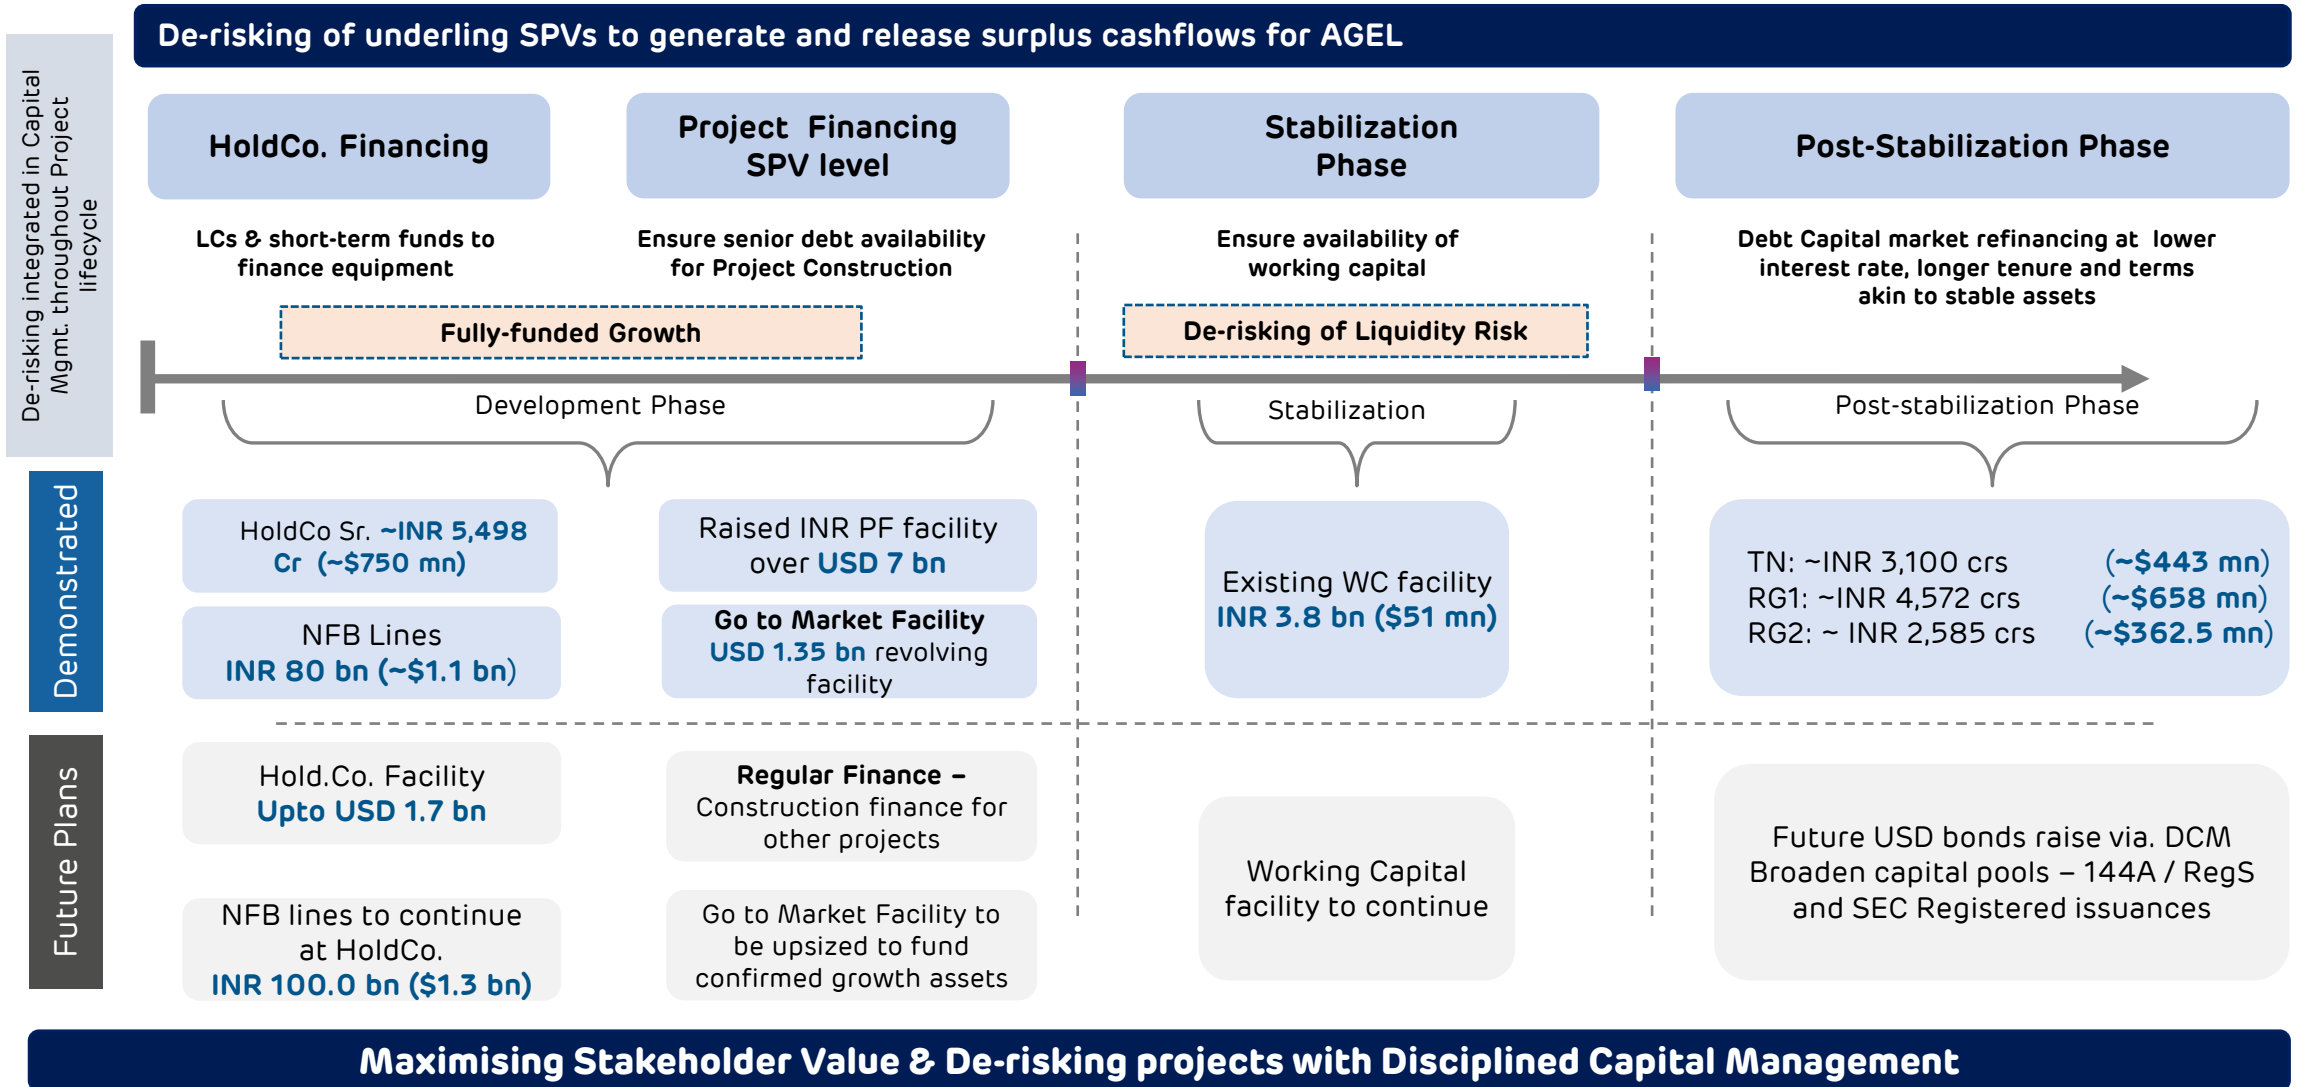 De-risking of underling SPVs to generate and release surplus cashflows for AGEL
De-risking integrated in Capital
Mgmt. throughout Project
lifecycle
HoldCo. Financing
Project Financing
SPV level
Stabilization
Phase
Post-Stabilization Phase
LCs & short-term funds to
finance equipment
Ensure senior debt availability
for Project Construction
Ensure availability of
working capital
Debt Capital market refinancing at lower
interest rate, longer tenure and terms
akin to stable assets
Fully-funded Growth
De-risking of Liquidity Risk
Development Phase
Stabilization
Post-stabilization Phase
Demonstrated
HoldCo Sr. ~INR 5,498
Cr (~$750 mn)
NFB Lines
INR 80 bn (~$1.1 bn)
Raised INR PF facility
over USD 7 bn
Go to Market Facility
USD 1.35 bn revolving
facility
Existing WC facility
INR 3.8 bn ($51 mn)
TN: ~INR 3,100 crs (~$443 mn)
RG1: ~INR 4,572 crs (~$658 mn)
RG2: ~ INR 2,585 crs (~$362.5 mn)
Future Plans
Hold.Co. Facility
Upto USD 1.7 bn
NFB lines to continue
at HoldCo.
INR 100.0 bn ($1.3 bn)
Regular Finance –
Construction finance for
other projects
Go to Market Facility to
be upsized to fund
confirmed growth assets
Working Capital
facility to continue
Future USD bonds raise via. DCM
Broaden capital pools – 144A / RegS
and SEC Registered issuances
Maximising Stakeholder Value & De-risking projects with Disciplined Capital Management